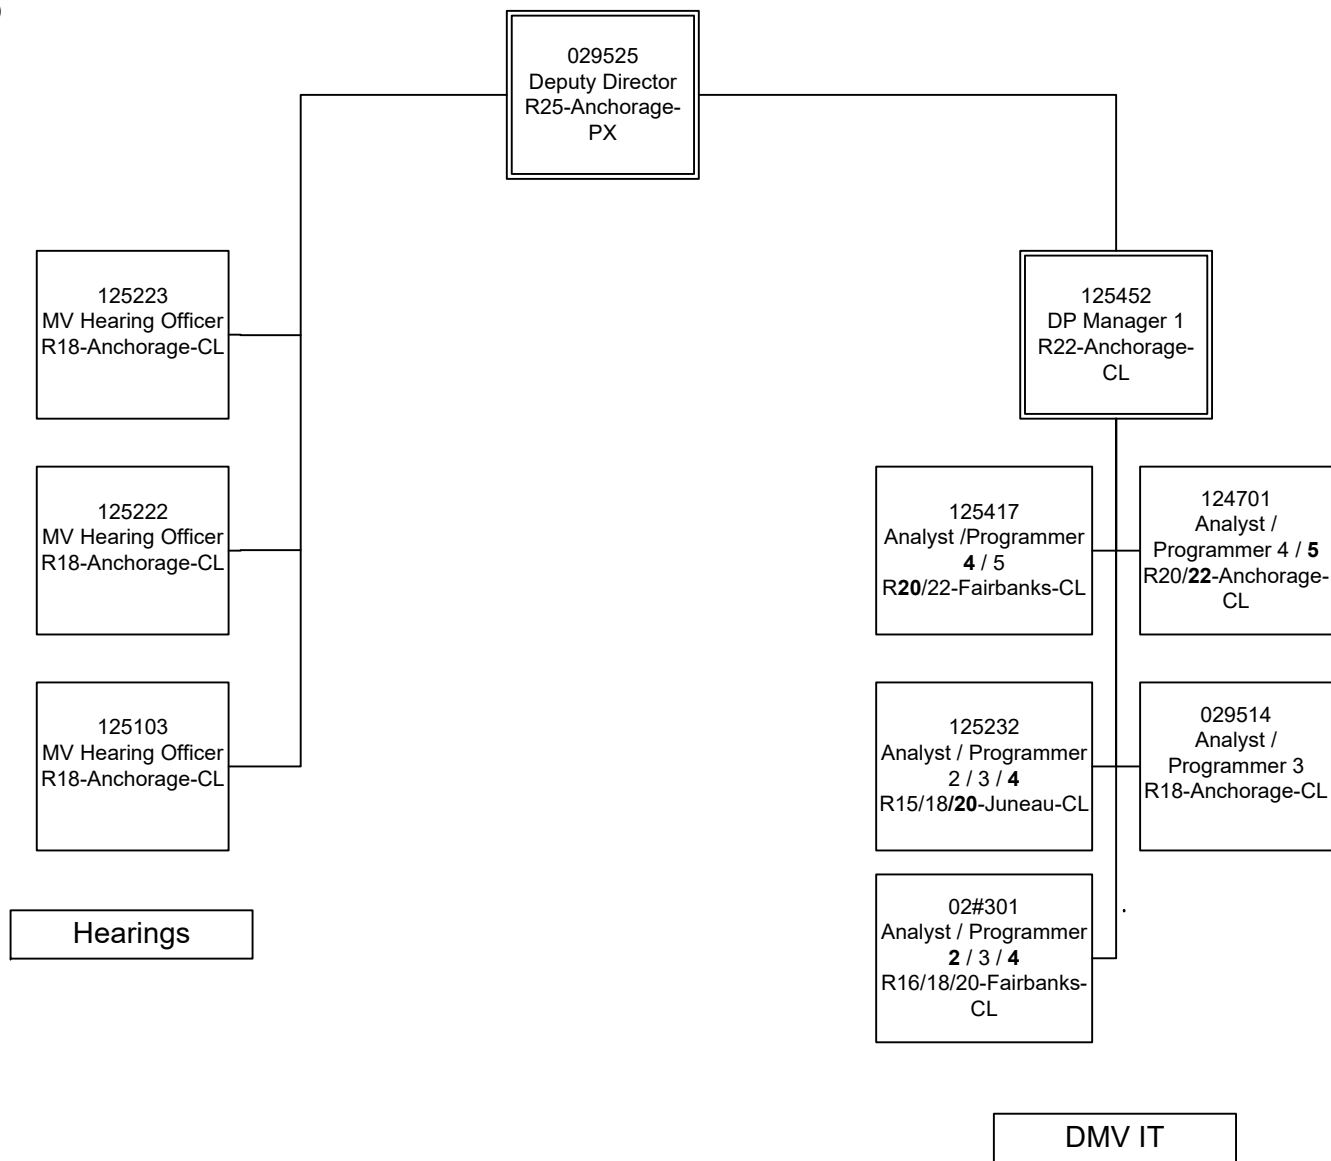 029525
Deputy Director
R25-Anchorage-
PX
125223
MV Hearing Officer
R18-Anchorage-CL
125452
DP Manager 1
R22-Anchorage-
CL
125222
MV Hearing Officer
R18-Anchorage-CL
125417
Analyst /Programmer
4 / 5
R20/22-Fairbanks-CL
124701
Analyst /
Programmer 4 / 5
R20/22-Anchorage-
CL
125103
MV Hearing Officer
R18-Anchorage-CL
125232
Analyst / Programmer
2 / 3 / 4
R15/18/20-Juneau-CL
029514
Analyst /
Programmer 3
R18-Anchorage-CL
Hearings
02#301
Analyst / Programmer
2 / 3 / 4
R16/18/20-Fairbanks-
CL
.
DMV IT